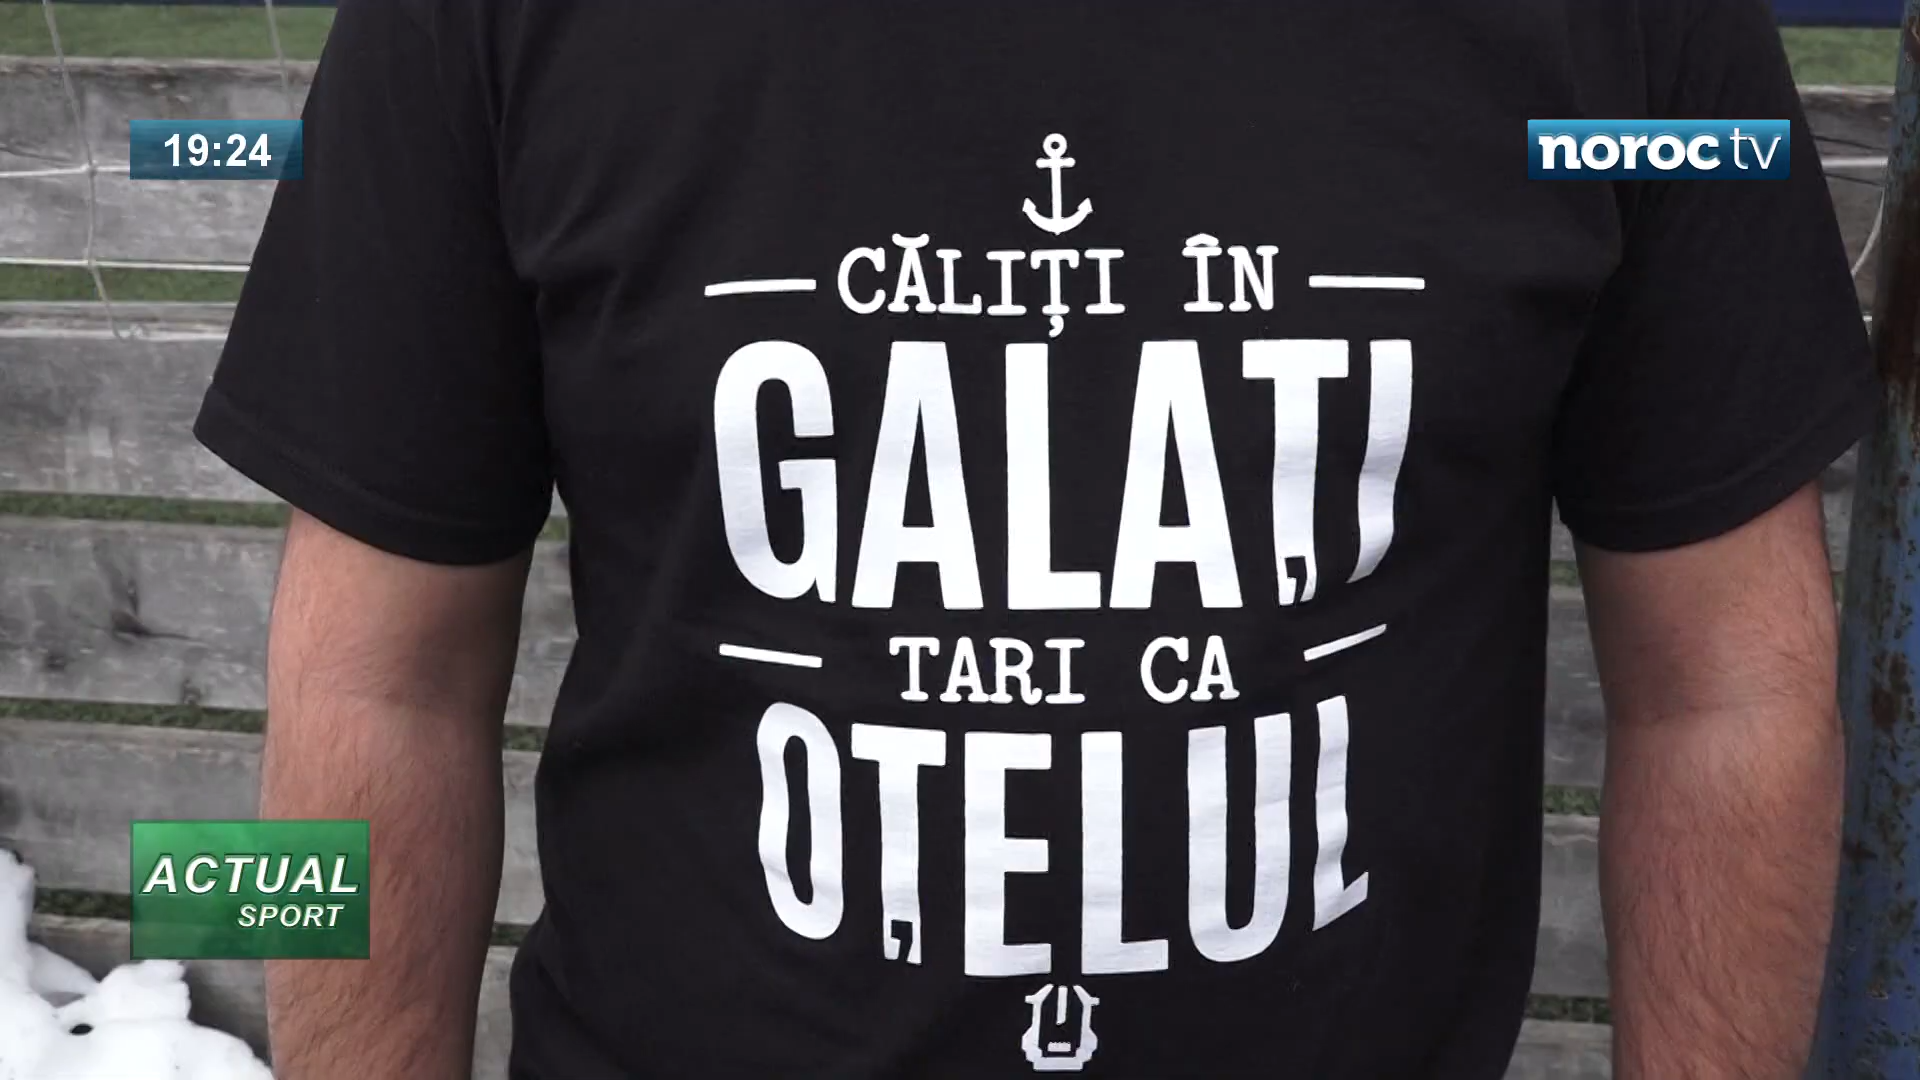 19:24
noroc tv
CĂLIȚI ÎN
GALAȚI
TARI CA
OȚELUL
ACTUAL
SPORT